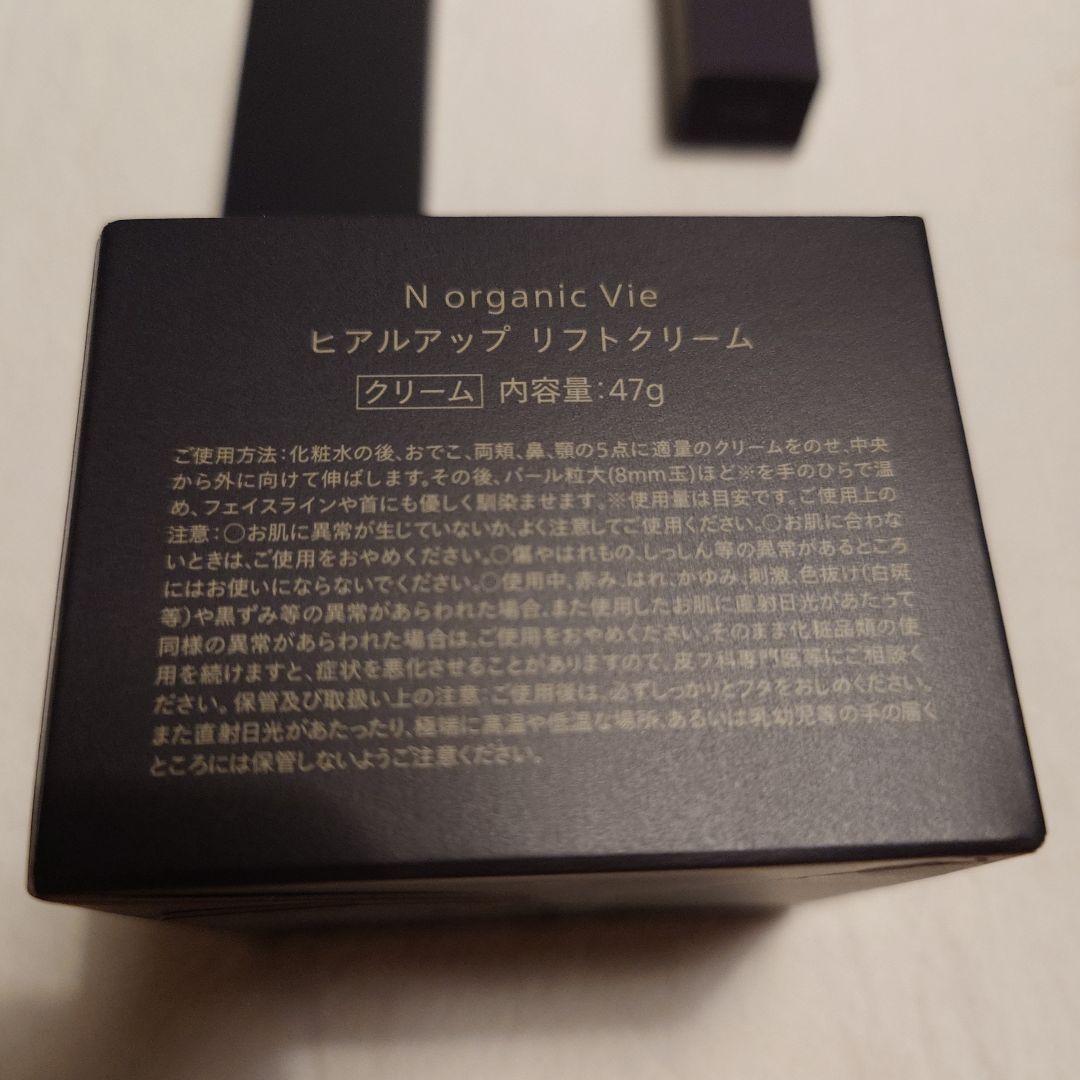 N organic Vie
ヒアルアップ リフトクリーム
クリーム 内容量:47g
ご使用方法:化粧水の後、おでこ、両頬、鼻、顎の5点に適量のクリームをのせ、中央
から外に向けて伸ばします。その後、パール粒大(8mm玉)ほど※を手のひらで温
め、フェイスラインや首にも優しく馴染ませます。※使用量は目安です。ご使用上の
注意:○お肌に異常が生じていないか、よく注意してご使用ください。○お肌に合わな
いときは、ご使用をおやめください。○傷やはれもの、しっしん等の異常があるところ
にはお使いにならないでください。○使用中、赤み、はれ、かゆみ、刺激、色抜け(白斑
等)や黒ずみ等の異常があらわれた場合、また使用したお肌に直射日光があたって
同様の異常があらわれた場合は、ご使用をおやめください。そのまま化粧品類の使
用を続けますと、症状を悪化させることがありますので、皮フ科専門医等にご相談く
ださい。保管及び取扱い上の注意:ご使用後は、必ずしっかりとフタをおしめください。
また直射日光があたったり、極端に高温や低温な場所、あるいは乳幼児等の手の届く
ところには保管しないようご注意ください。